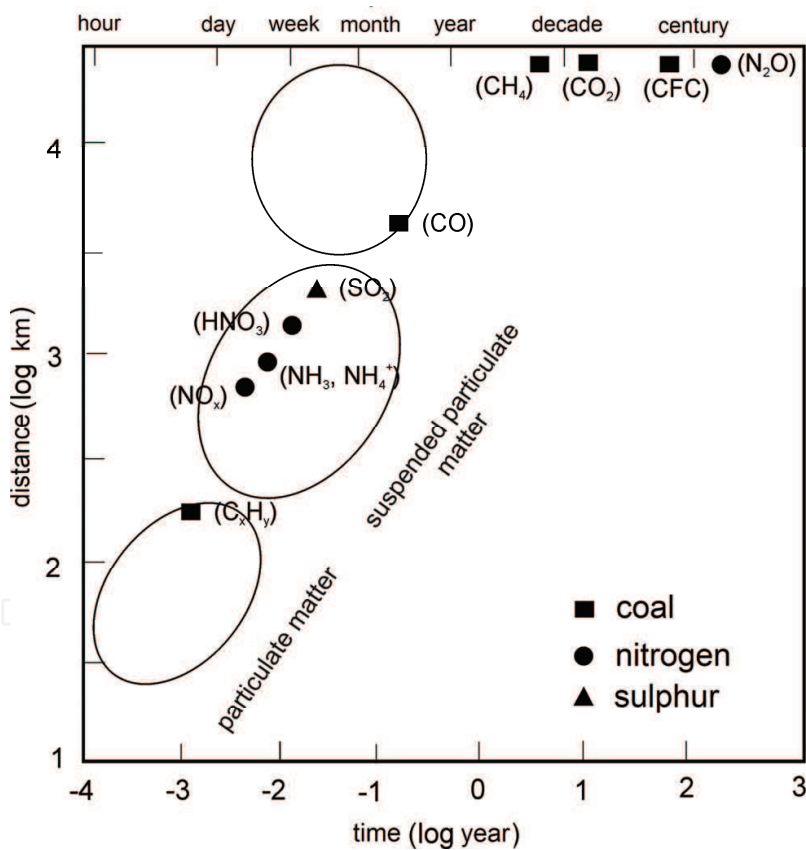 hour day week month year decade century
(CH₄) (CO₂) (CFC) (N₂O)
4
(CO)
(SO₂)
(HNO₃)
3
(NH₃, NH₄⁺)
(NOₓ)
suspended particulate
matter
distance (log km)
(CₓHᵧ)
2
particulate matter
coal
nitrogen
sulphur
1
-4 -3 -2 -1 0 1 2 3
time (log year)